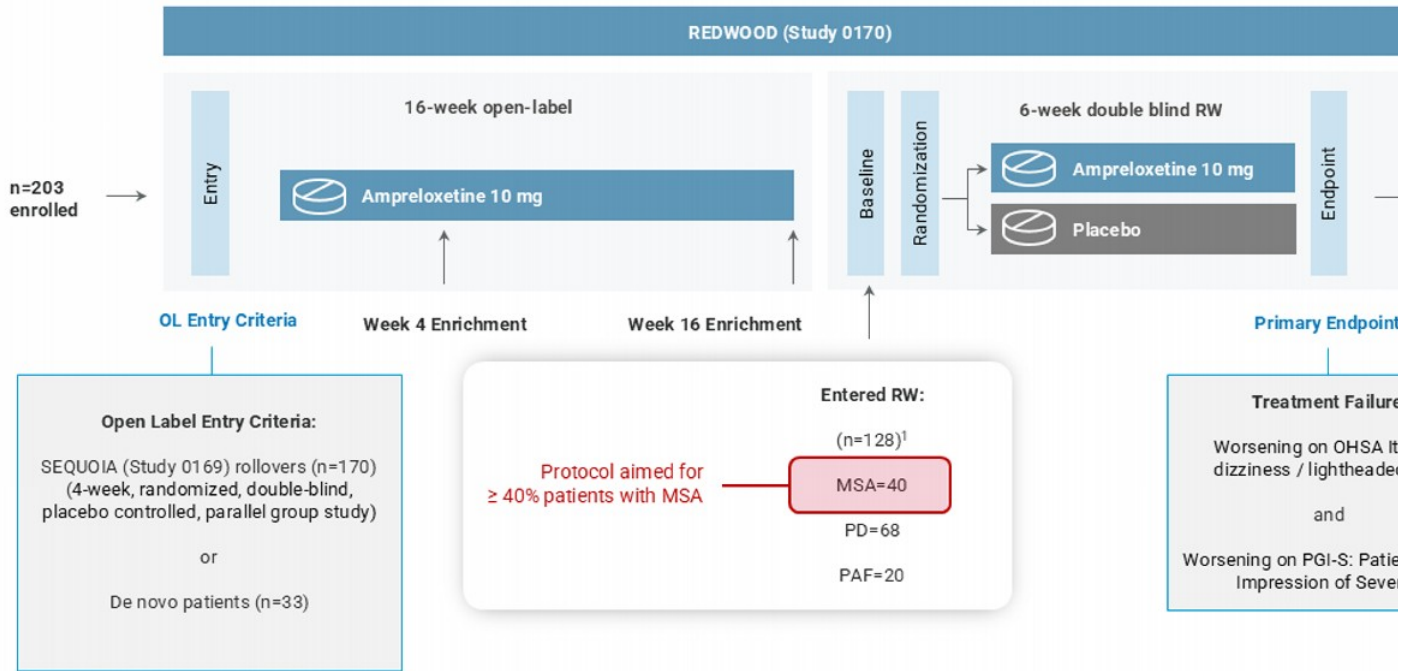 REDWOOD (Study 0170)
16-week open-label
6-week double blind RW
n=203
enrolled
Entry
Ampreloxetine 10 mg
Baseline
Randomization
Ampreloxetine 10 mg
Placebo
Endpoint
OL Entry Criteria
Week 4 Enrichment
Week 16 Enrichment
Primary Endpoint
Open Label Entry Criteria:
SEQUOIA (Study 0169) rollovers (n=170)
(4-week, randomized, double-blind,
placebo controlled, parallel group study)
or
De novo patients (n=33)
Protocol aimed for
≥ 40% patients with MSA
Entered RW:
(n=128)¹
MSA=40
PD=68
PAF=20
Treatment Failure
Worsening on OHSA
dizziness /
and
Worsening on PGI-S:
Impression of